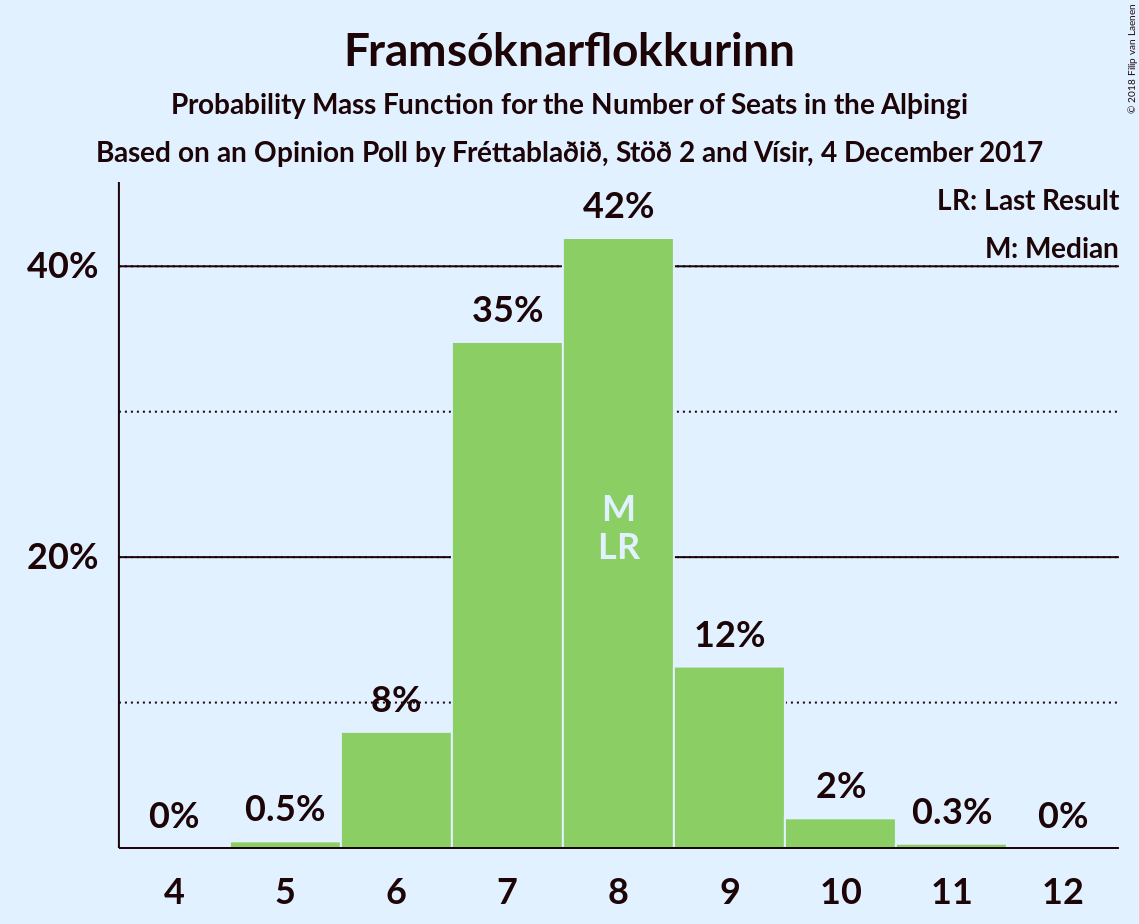 Framsóknarflokkurinn
Probability Mass Function for the Number of Seats in the Alþingi
Based on an Opinion Poll by Fréttablaðið, Stöð 2 and Vísir, 4 December 2017
© 2018 Filip van Laenen
LR: Last Result
M: Median
42%
40%
35%
M
LR
20%
12%
8%
2%
0% 0.5% 0.3% 0%
4 5 6 7 8 9 10 11 12